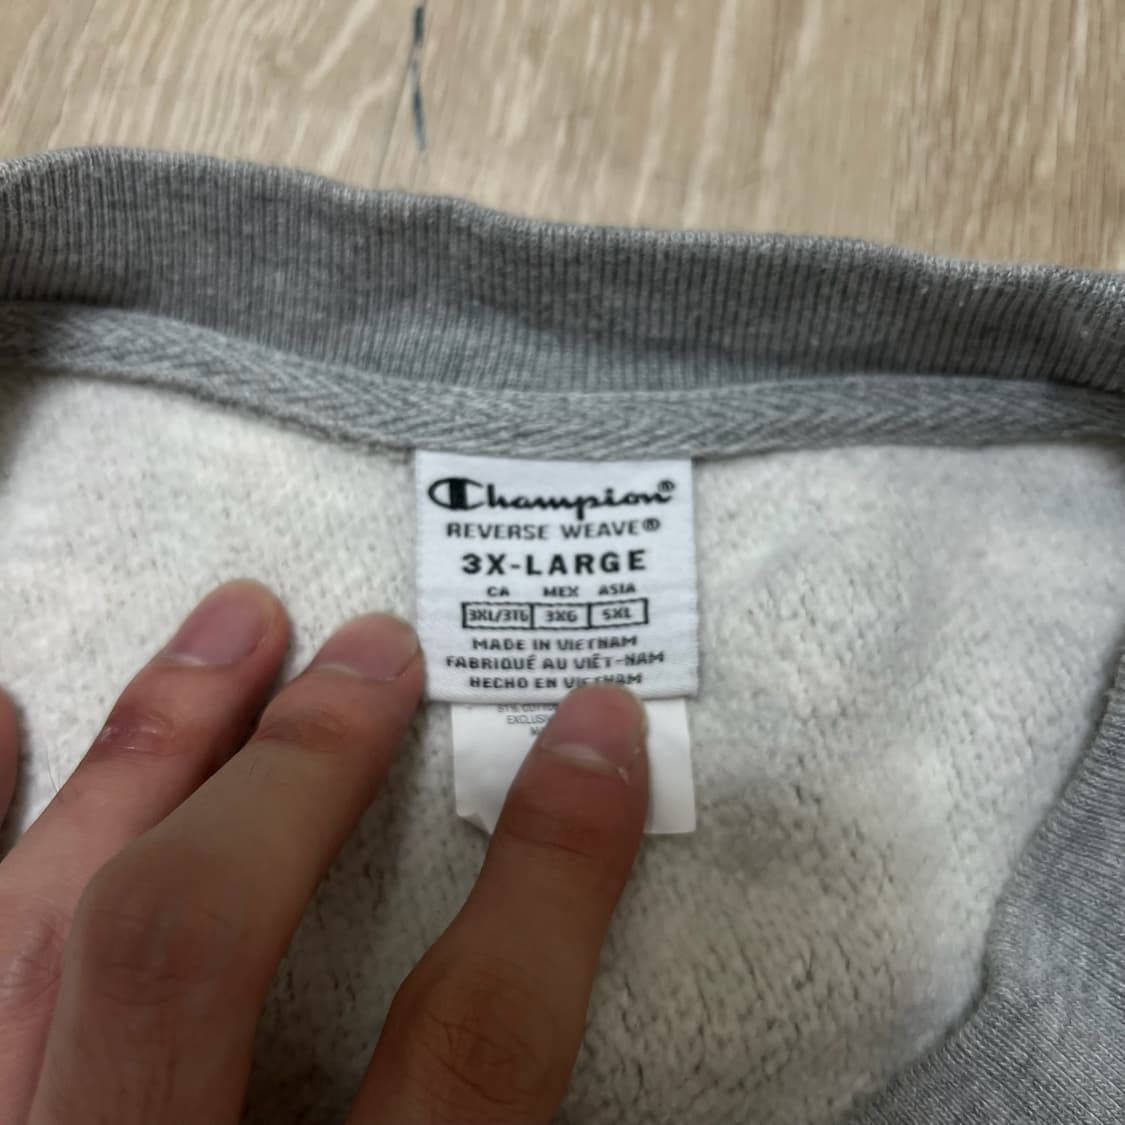 Champion®
REVERSE WEAVE®
3X-LARGE
CA MEX ASIA
3XL/3TG 3XG 5XL
MADE IN VIETNAM
FABRIQUÉ AU VIÊT-NAM
HECHO EN VIETNAM